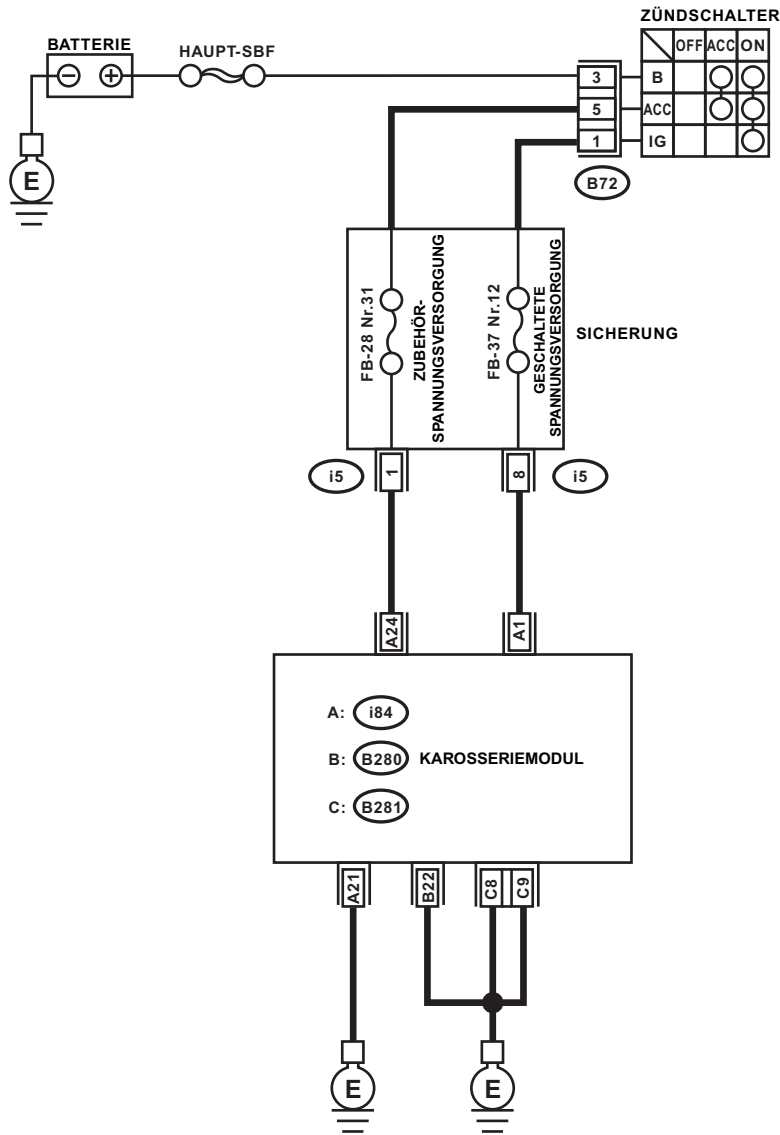 ZÜNDSCHALTER
OFF ACC ON
BATTERIE
HAUPT-SBF
3
B
5
ACC
1
IG
E
B72
FB-28 Nr.31
ZUBEHÖR-
SPANNUNGSVERSORGUNG
FB-37 Nr.12
GESCHALTETE
SPANNUNGSVERSORGUNG
SICHERUNG
i5
1
8
i5
A24
A1
A: i84
B: B280
KAROSSERIEMODUL
C: B281
A21
B22
C8
C9
E
E